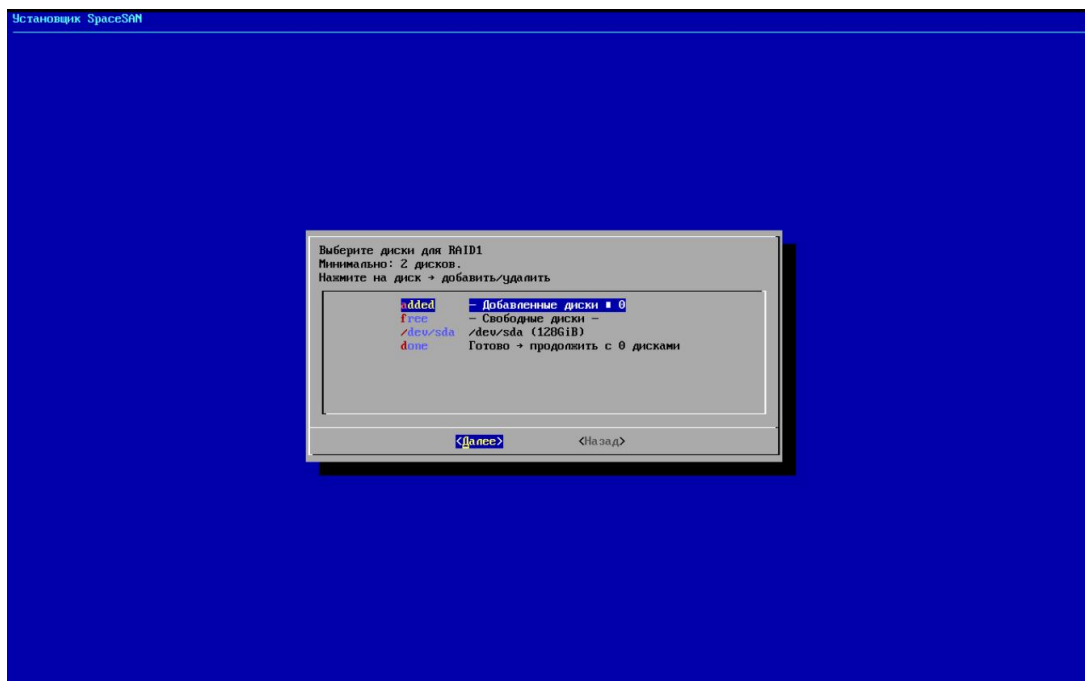 Установщик SpaceSAN
Выберите диски для RAID1
Минимально: 2 дисков.
Нажмите на диск → добавить/удалить
added — Добавленные диски ■ 0
free — Свободные диски —
/dev/sda /dev/sda (128GiB)
done Готово → продолжить с 0 дисками
<Далее> <Назад>